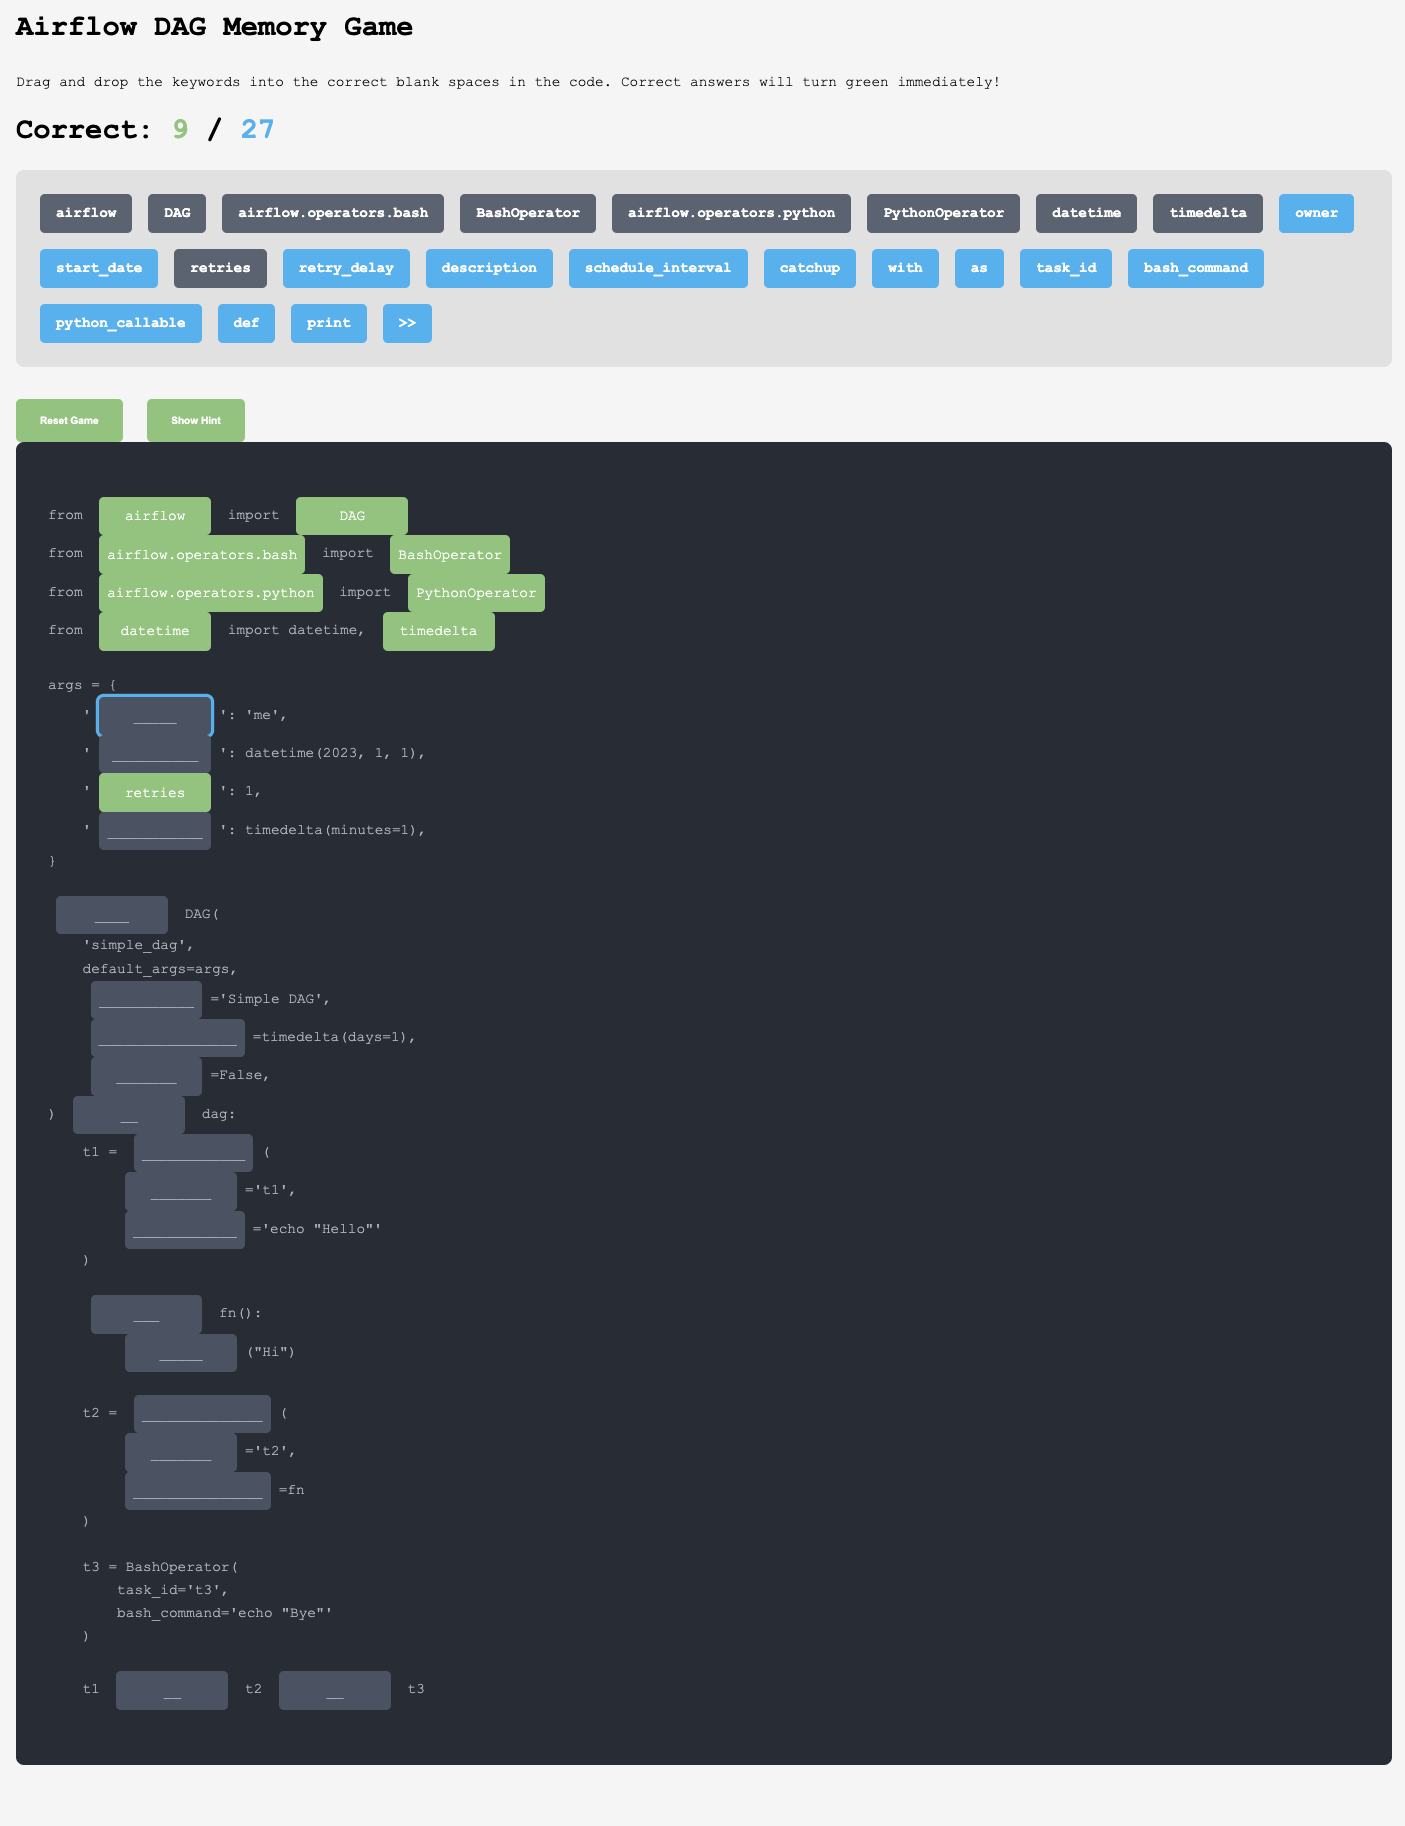 Airflow DAG Memory Game
Drag and drop the keywords into the correct blank spaces in the code. Correct answers will turn green immediately!
Correct: 9 / 27
airflow DAG airflow.operators.bash BashOperator airflow.operators.python PythonOperator datetime timedelta owner
start_date retries retry_delay description schedule_interval catchup with as task_id bash_command
python_callable def print >>
Reset Game Show Hint
from airflow import DAG
from airflow.operators.bash import BashOperator
from airflow.operators.python import PythonOperator
from datetime import datetime, timedelta
args = {
'_____': 'me',
'__________': datetime(2023, 1, 1),
'retries': 1,
'___________': timedelta(minutes=1),
}
____ DAG(
'simple_dag',
default_args=args,
___________='Simple DAG',
________________=timedelta(days=1),
_______=False,
) __ dag:
t1 = ____________(
_______='t1',
____________='echo "Hello"'
)
___ fn():
_____("Hi")
t2 = ______________(
_______='t2',
_______________=fn
)
t3 = BashOperator(
task_id='t3',
bash_command='echo "Bye"'
)
t1 __ t2 __ t3